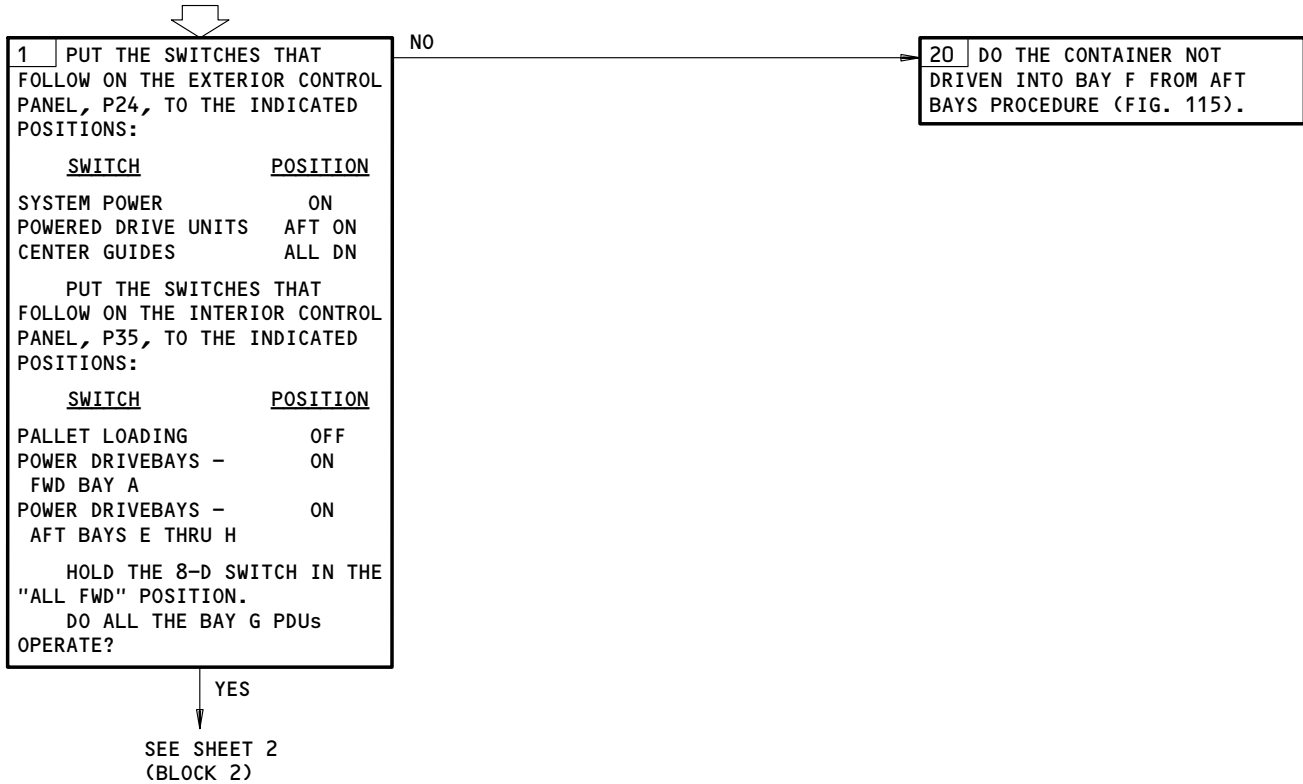 1 PUT THE SWITCHES THAT
FOLLOW ON THE EXTERIOR CONTROL
PANEL, P24, TO THE INDICATED
POSITIONS:
SWITCH POSITION
SYSTEM POWER ON
POWERED DRIVE UNITS AFT ON
CENTER GUIDES ALL DN
PUT THE SWITCHES THAT
FOLLOW ON THE INTERIOR CONTROL
PANEL, P35, TO THE INDICATED
POSITIONS:
SWITCH POSITION
PALLET LOADING OFF
POWER DRIVEBAYS – ON
FWD BAY A
POWER DRIVEBAYS – ON
AFT BAYS E THRU H
HOLD THE 8–D SWITCH IN THE
"ALL FWD" POSITION.
DO ALL THE BAY G PDUs
OPERATE?
NO
20 DO THE CONTAINER NOT
DRIVEN INTO BAY F FROM AFT
BAYS PROCEDURE (FIG. 115).
YES
SEE SHEET 2
(BLOCK 2)